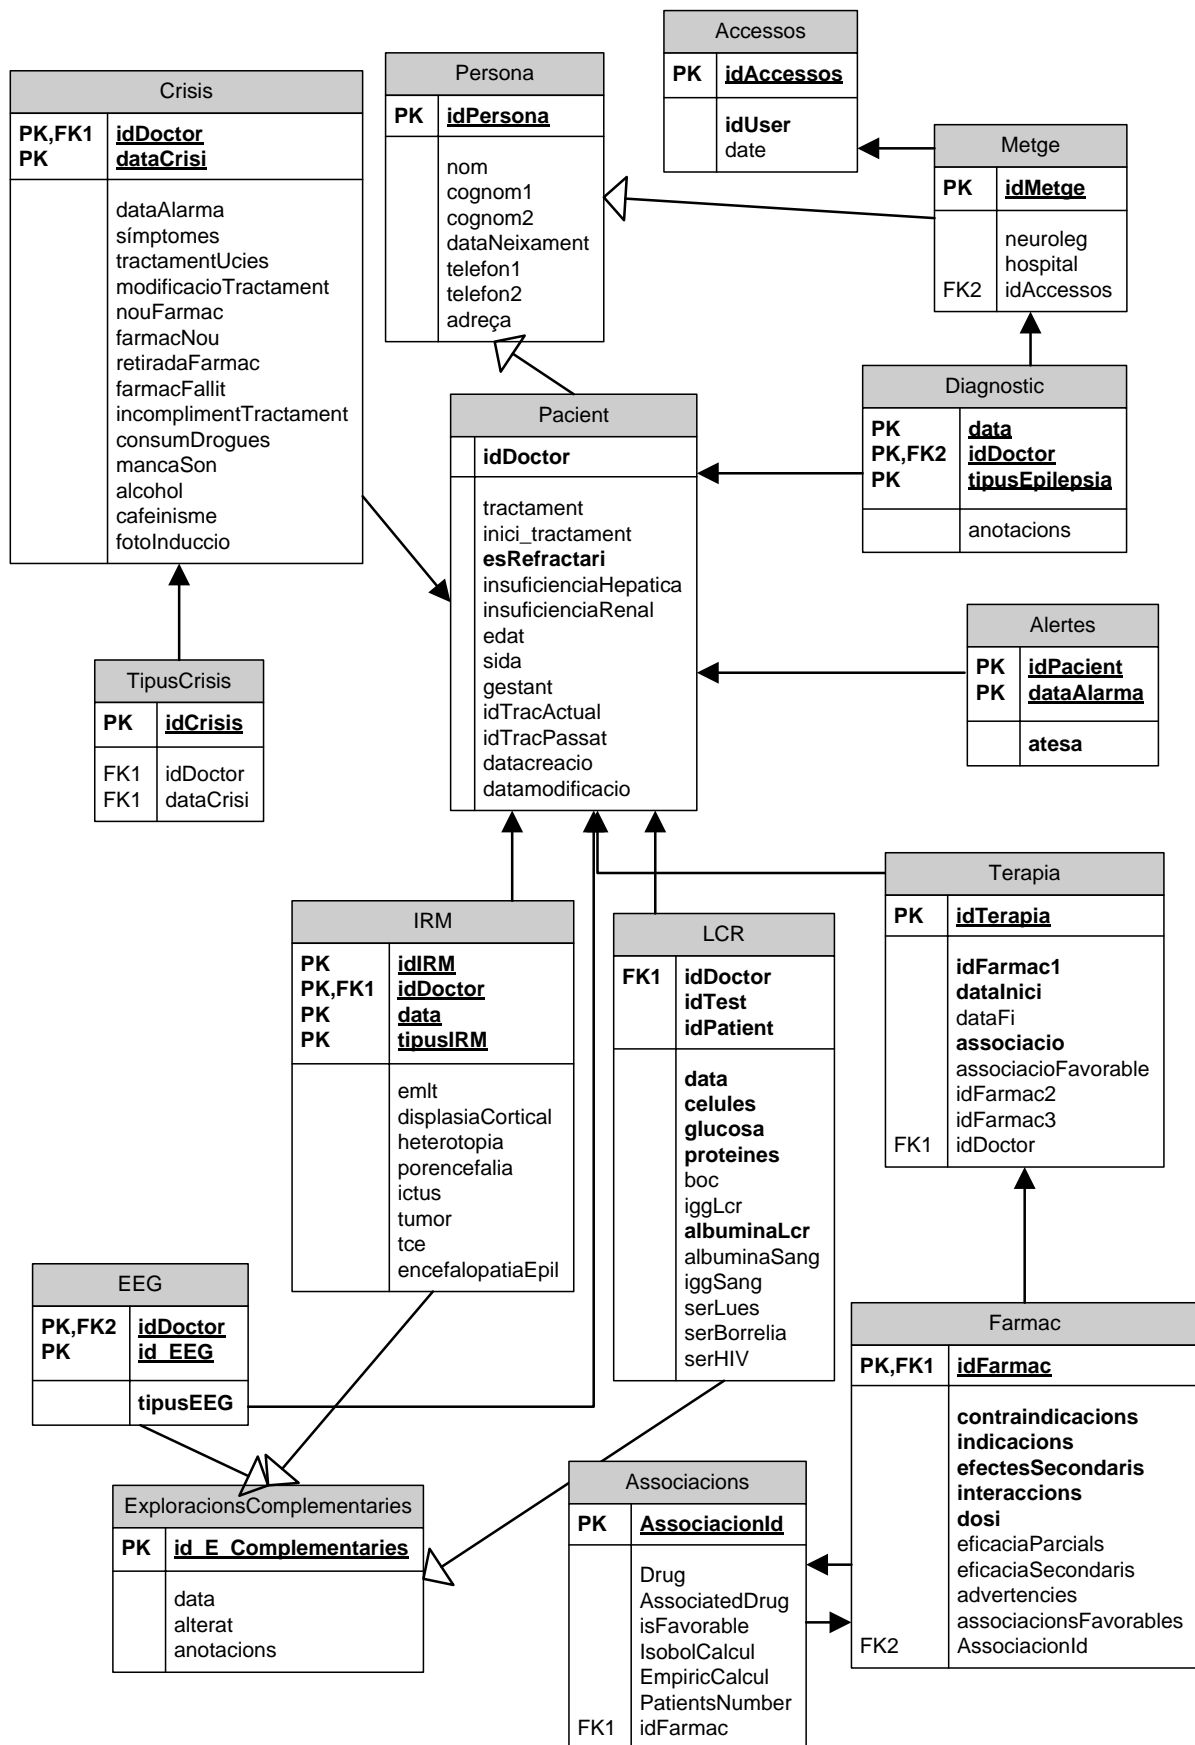 Accessos
PK idAccessos
idUser
date
Persona
PK idPersona
nom
cognom1
cognom2
dataNeixament
telefon1
telefon2
adreça
Crisis
PK,FK1 idDoctor
PK dataCrisi
dataAlarma
símptomes
tractamentUcies
modificacioTractament
nouFarmac
farmacNou
retiradaFarmac
farmacFallit
incomplimentTractament
consumDrogues
mancaSon
alcohol
cafeinisme
fotoInduccio
Metge
PK idMetge
neuroleg
hospital
FK2 idAccessos
Diagnostic
PK data
PK,FK2 idDoctor
PK tipusEpilepsia
anotacions
Pacient
idDoctor
tractament
inici_tractament
esRefractari
insuficienciaHepatica
insuficienciaRenal
edat
sida
gestant
idTracActual
idTracPassat
datacreacio
datamodificacio
Alertes
PK idPacient
PK dataAlarma
atesa
TipusCrisis
PK idCrisis
FK1 idDoctor
FK1 dataCrisi
Terapia
PK idTerapia
idFarmac1
dataInici
dataFi
associacio
associacioFavorable
idFarmac2
idFarmac3
FK1 idDoctor
IRM
PK idIRM
PK,FK1 idDoctor
PK data
PK tipusIRM
emlt
displasiaCortical
heterotopia
porencefalia
ictus
tumor
tce
encefalopatiaEpil
LCR
FK1 idDoctor
idTest
idPatient
data
celules
glucosa
proteines
boc
iggLcr
albuminaLcr
albuminaSang
iggSang
serLues
serBorrelia
serHIV
EEG
PK,FK2 idDoctor
PK id_EEG
tipusEEG
Farmac
PK,FK1 idFarmac
contraindicacions
indicacions
efectesSecondaris
interaccions
dosi
eficaciaParcials
eficaciaSecondaris
advertencies
associacionsFavorables
FK2 AssociacionId
ExploracionsComplementaries
PK id_E_Complementaries
data
alterat
anotacions
Associacions
PK AssociacionId
Drug
AssociatedDrug
isFavorable
IsobolCalcul
EmpiricCalcul
PatientsNumber
FK1 idFarmac